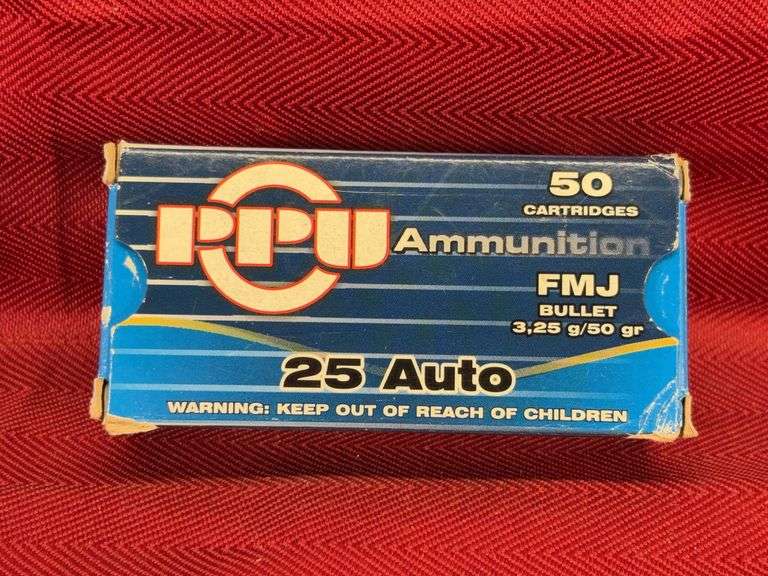 PPU Ammunition
50
CARTRIDGES
FMJ
BULLET
3,25 g/50 gr
25 Auto
WARNING: KEEP OUT OF REACH OF CHILDREN